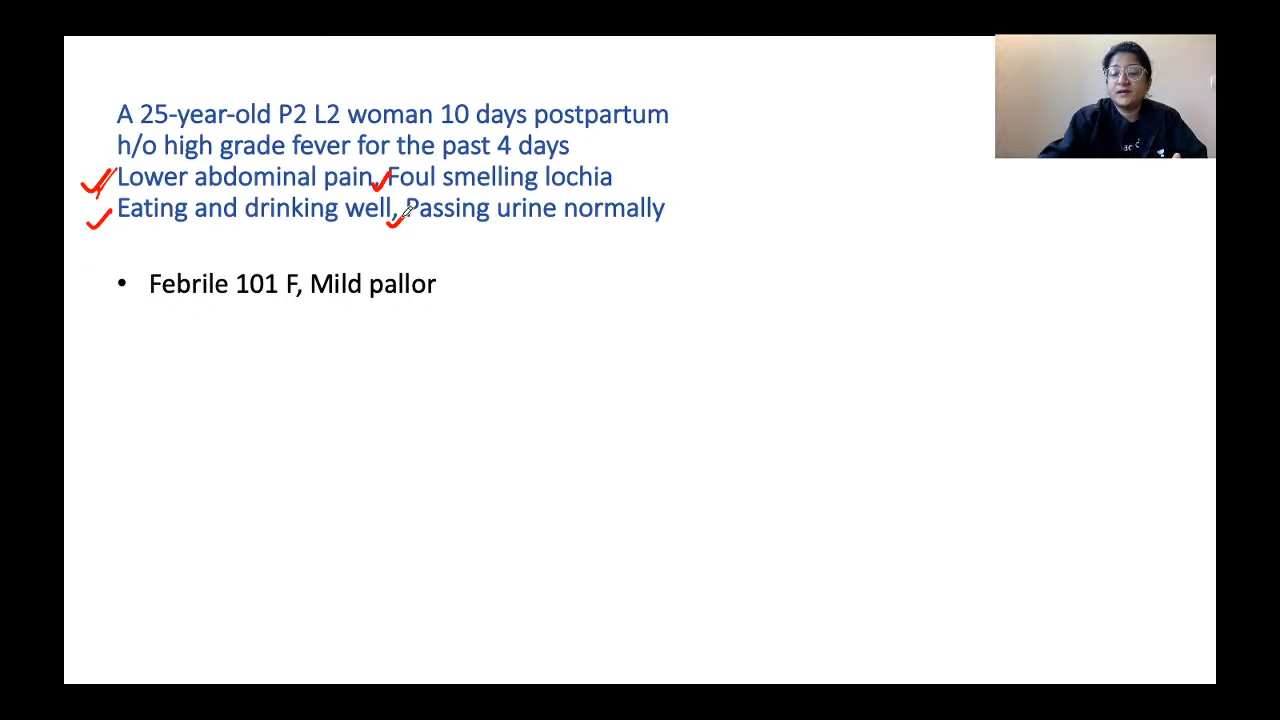 A 25-year-old P2 L2 woman 10 days postpartum
h/o high grade fever for the past 4 days
Lower abdominal pain, Foul smelling lochia
Eating and drinking well, Passing urine normally
• Febrile 101 F, Mild pallor